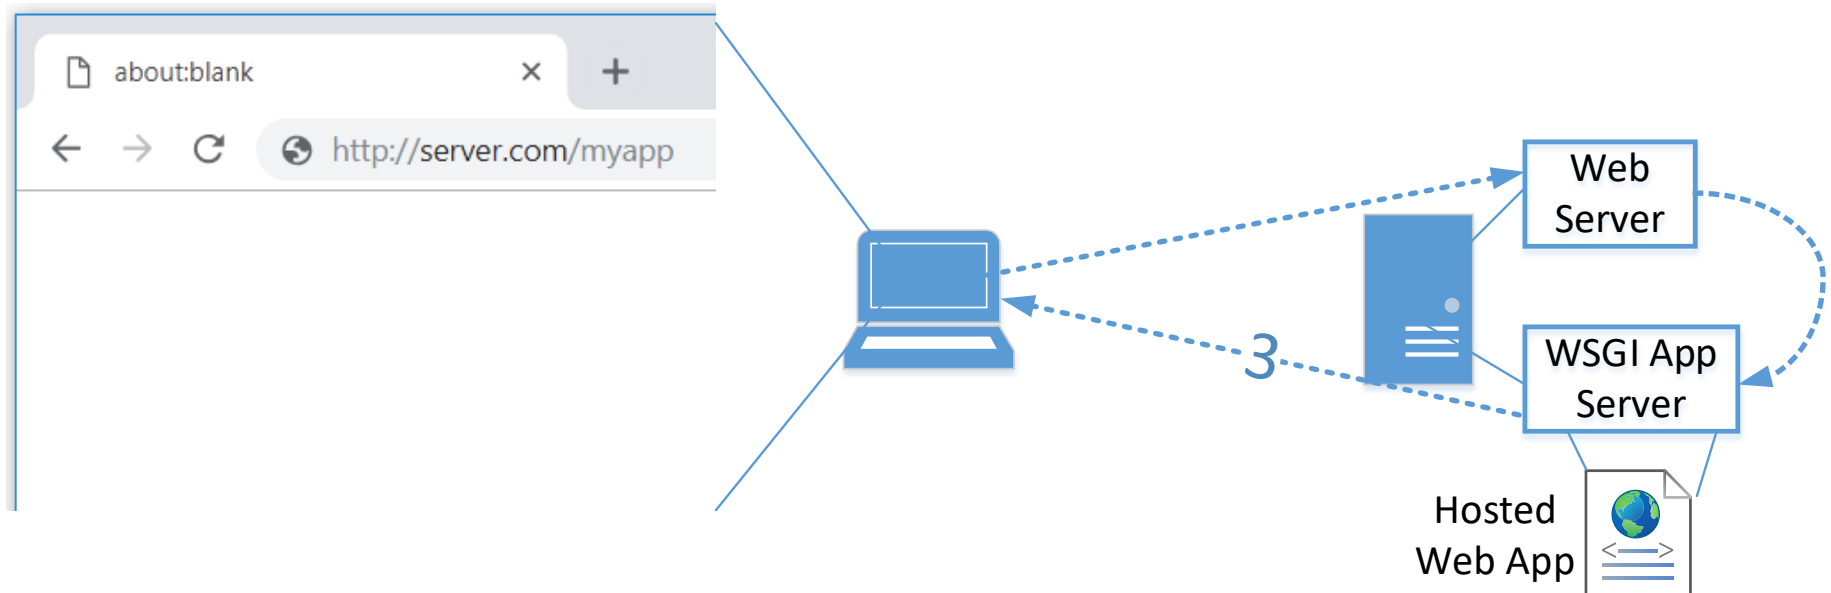 about:blank
http://server.com/myapp
Web
Server
3
WSGI App
Server
Hosted
Web App